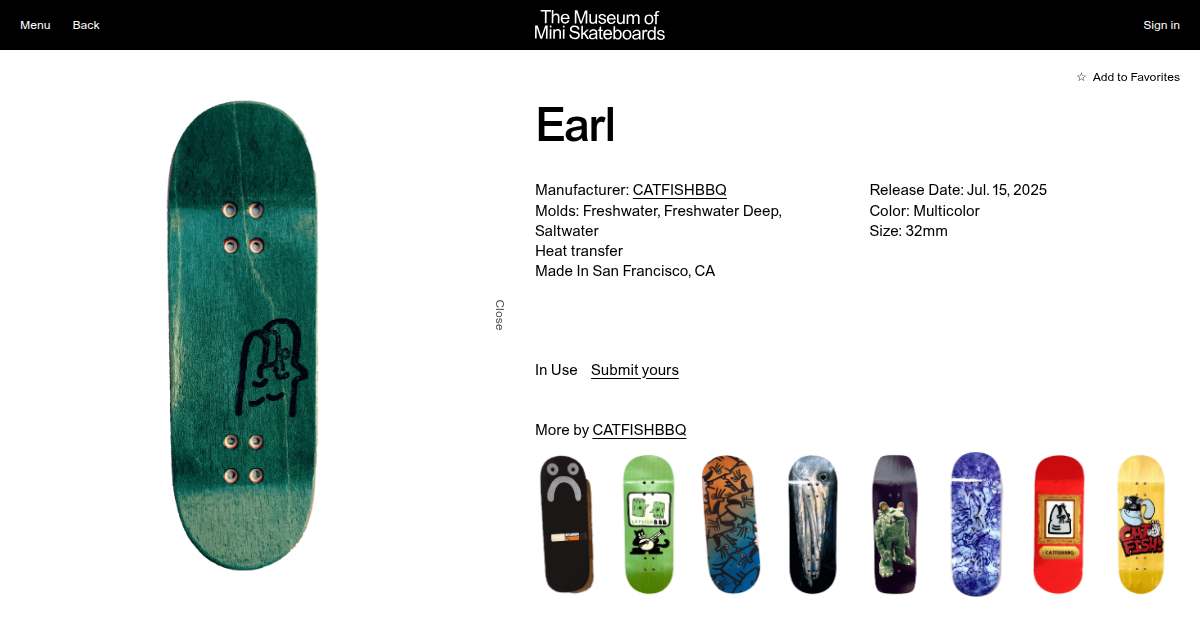 Menu
Back
The Museum of
Mini Skateboards
Sign in
☆ Add to Favorites
Earl
Manufacturer: CATFISHBBQ
Molds: Freshwater, Freshwater Deep,
Saltwater
Heat transfer
Made In San Francisco, CA
Release Date: Jul. 15, 2025
Color: Multicolor
Size: 32mm
Close
In Use
Submit yours
More by CATFISHBBQ
CATFISHBBQ